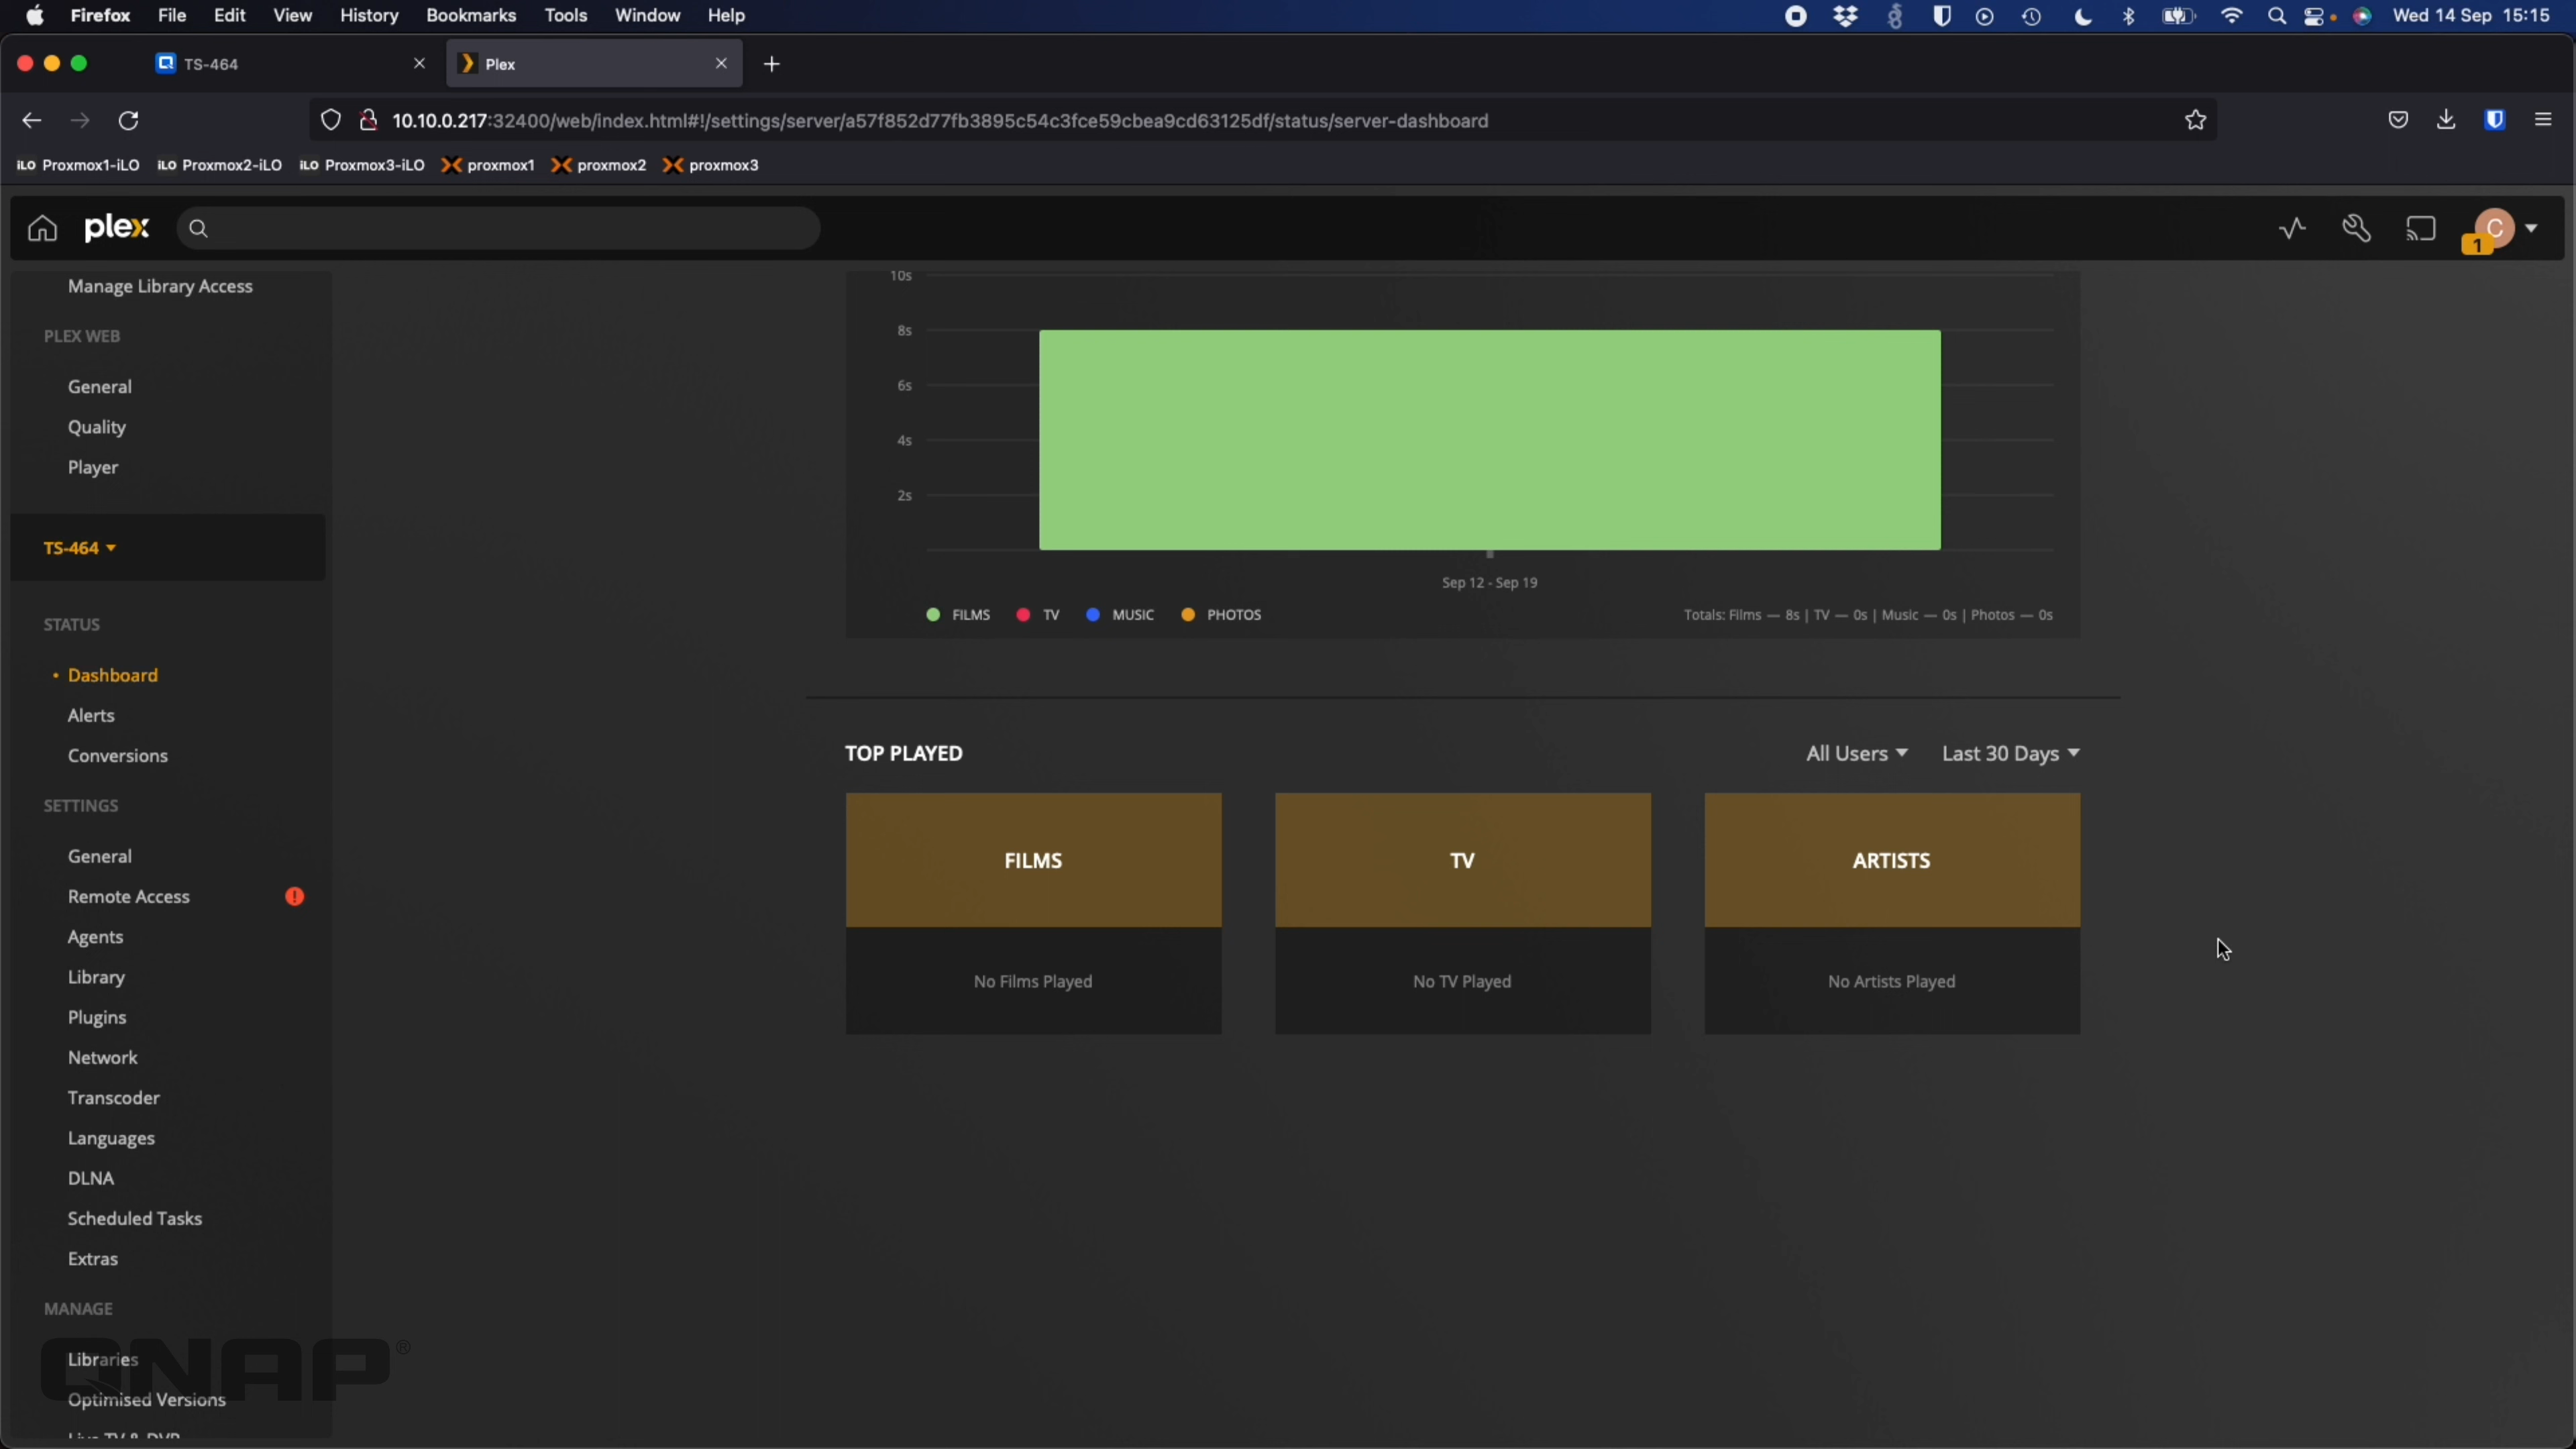 Firefox File Edit View History Bookmarks Tools Window Help Wed 14 Sep 15:15
TS-464
Plex
10.10.0.217:32400/web/index.html#!/settings/server/a57f852d77fb3895c54c3fce59cbea9cd63125df/status/server-dashboard
iLO Proxmox1-iLO iLO Proxmox2-iLO iLO Proxmox3-iLO proxmox1 proxmox2 proxmox3
plex
C
1
Manage Library Access
PLEX WEB
General
Quality
Player
TS-464
STATUS
Dashboard
Alerts
Conversions
SETTINGS
General
Remote Access
Agents
Library
Plugins
Network
Transcoder
Languages
DLNA
Scheduled Tasks
Extras
MANAGE
Libraries
Optimised Versions
Live TV & DVR
QNAP®
10s
8s
6s
4s
2s
Sep 12 - Sep 19
FILMS TV MUSIC PHOTOS
Totals: Films — 8s | TV — 0s | Music — 0s | Photos — 0s
TOP PLAYED
All Users Last 30 Days
FILMS
No Films Played
TV
No TV Played
ARTISTS
No Artists Played